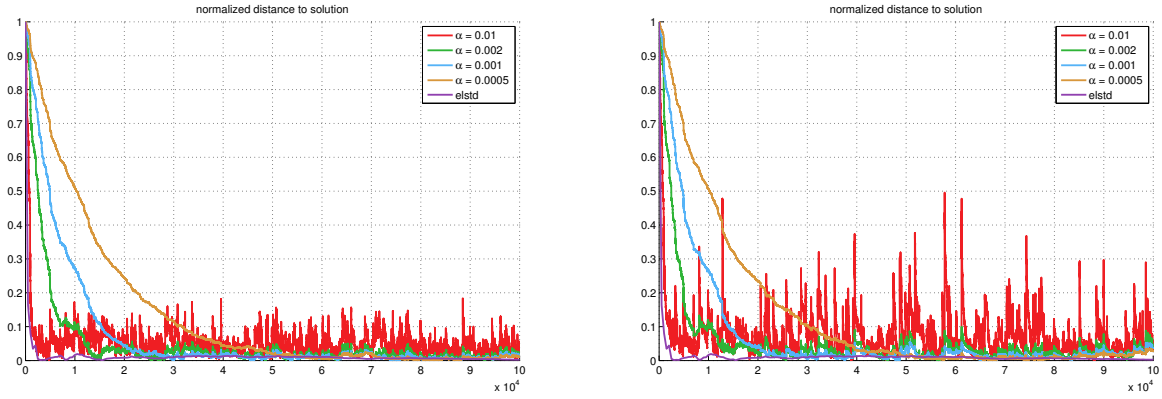 normalized distance to solution
1
0.9
0.8
0.7
0.6
0.5
0.4
0.3
0.2
0.1
0
α = 0.01
α = 0.002
α = 0.001
α = 0.0005
elstd
0 1 2 3 4 5 6 7 8 9 10
x 10^4
normalized distance to solution
1
0.9
0.8
0.7
0.6
0.5
0.4
0.3
0.2
0.1
0
α = 0.01
α = 0.002
α = 0.001
α = 0.0005
elstd
0 1 2 3 4 5 6 7 8 9 10
x 10^4